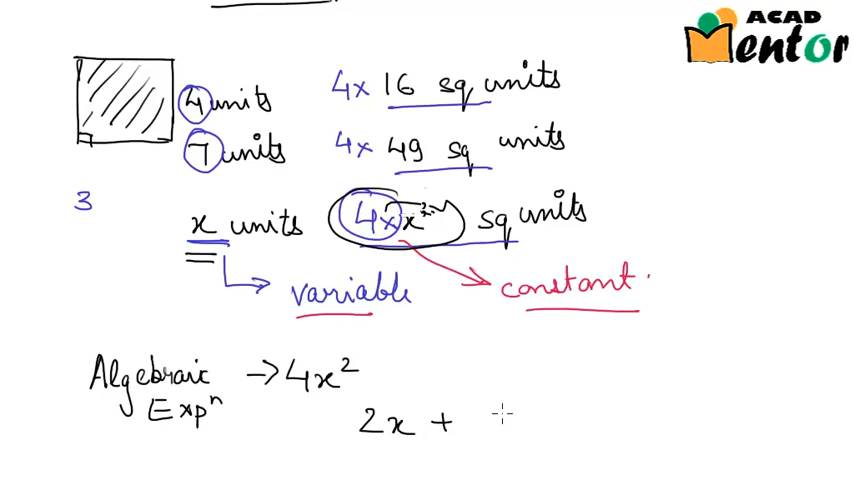 ACAD
Mentor
4 units 4x 16 sq units
7 units 4x 49 sq units
3
x units 4x x² sq units
variable constant.
Algebraic → 4x²
Expⁿ
2x +